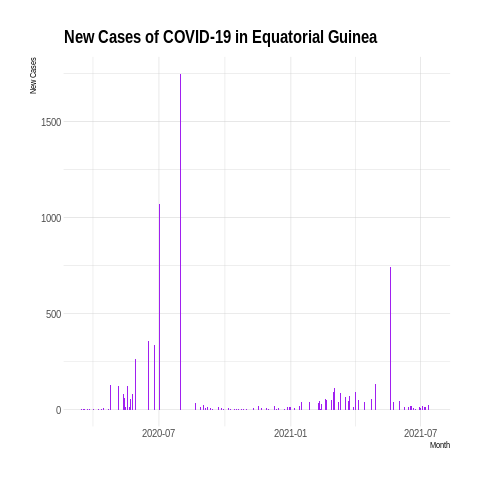 New Cases of COVID-19 in Equatorial Guinea
New Cases
1500
1000
500
0
2020-07
2021-01
2021-07
Month